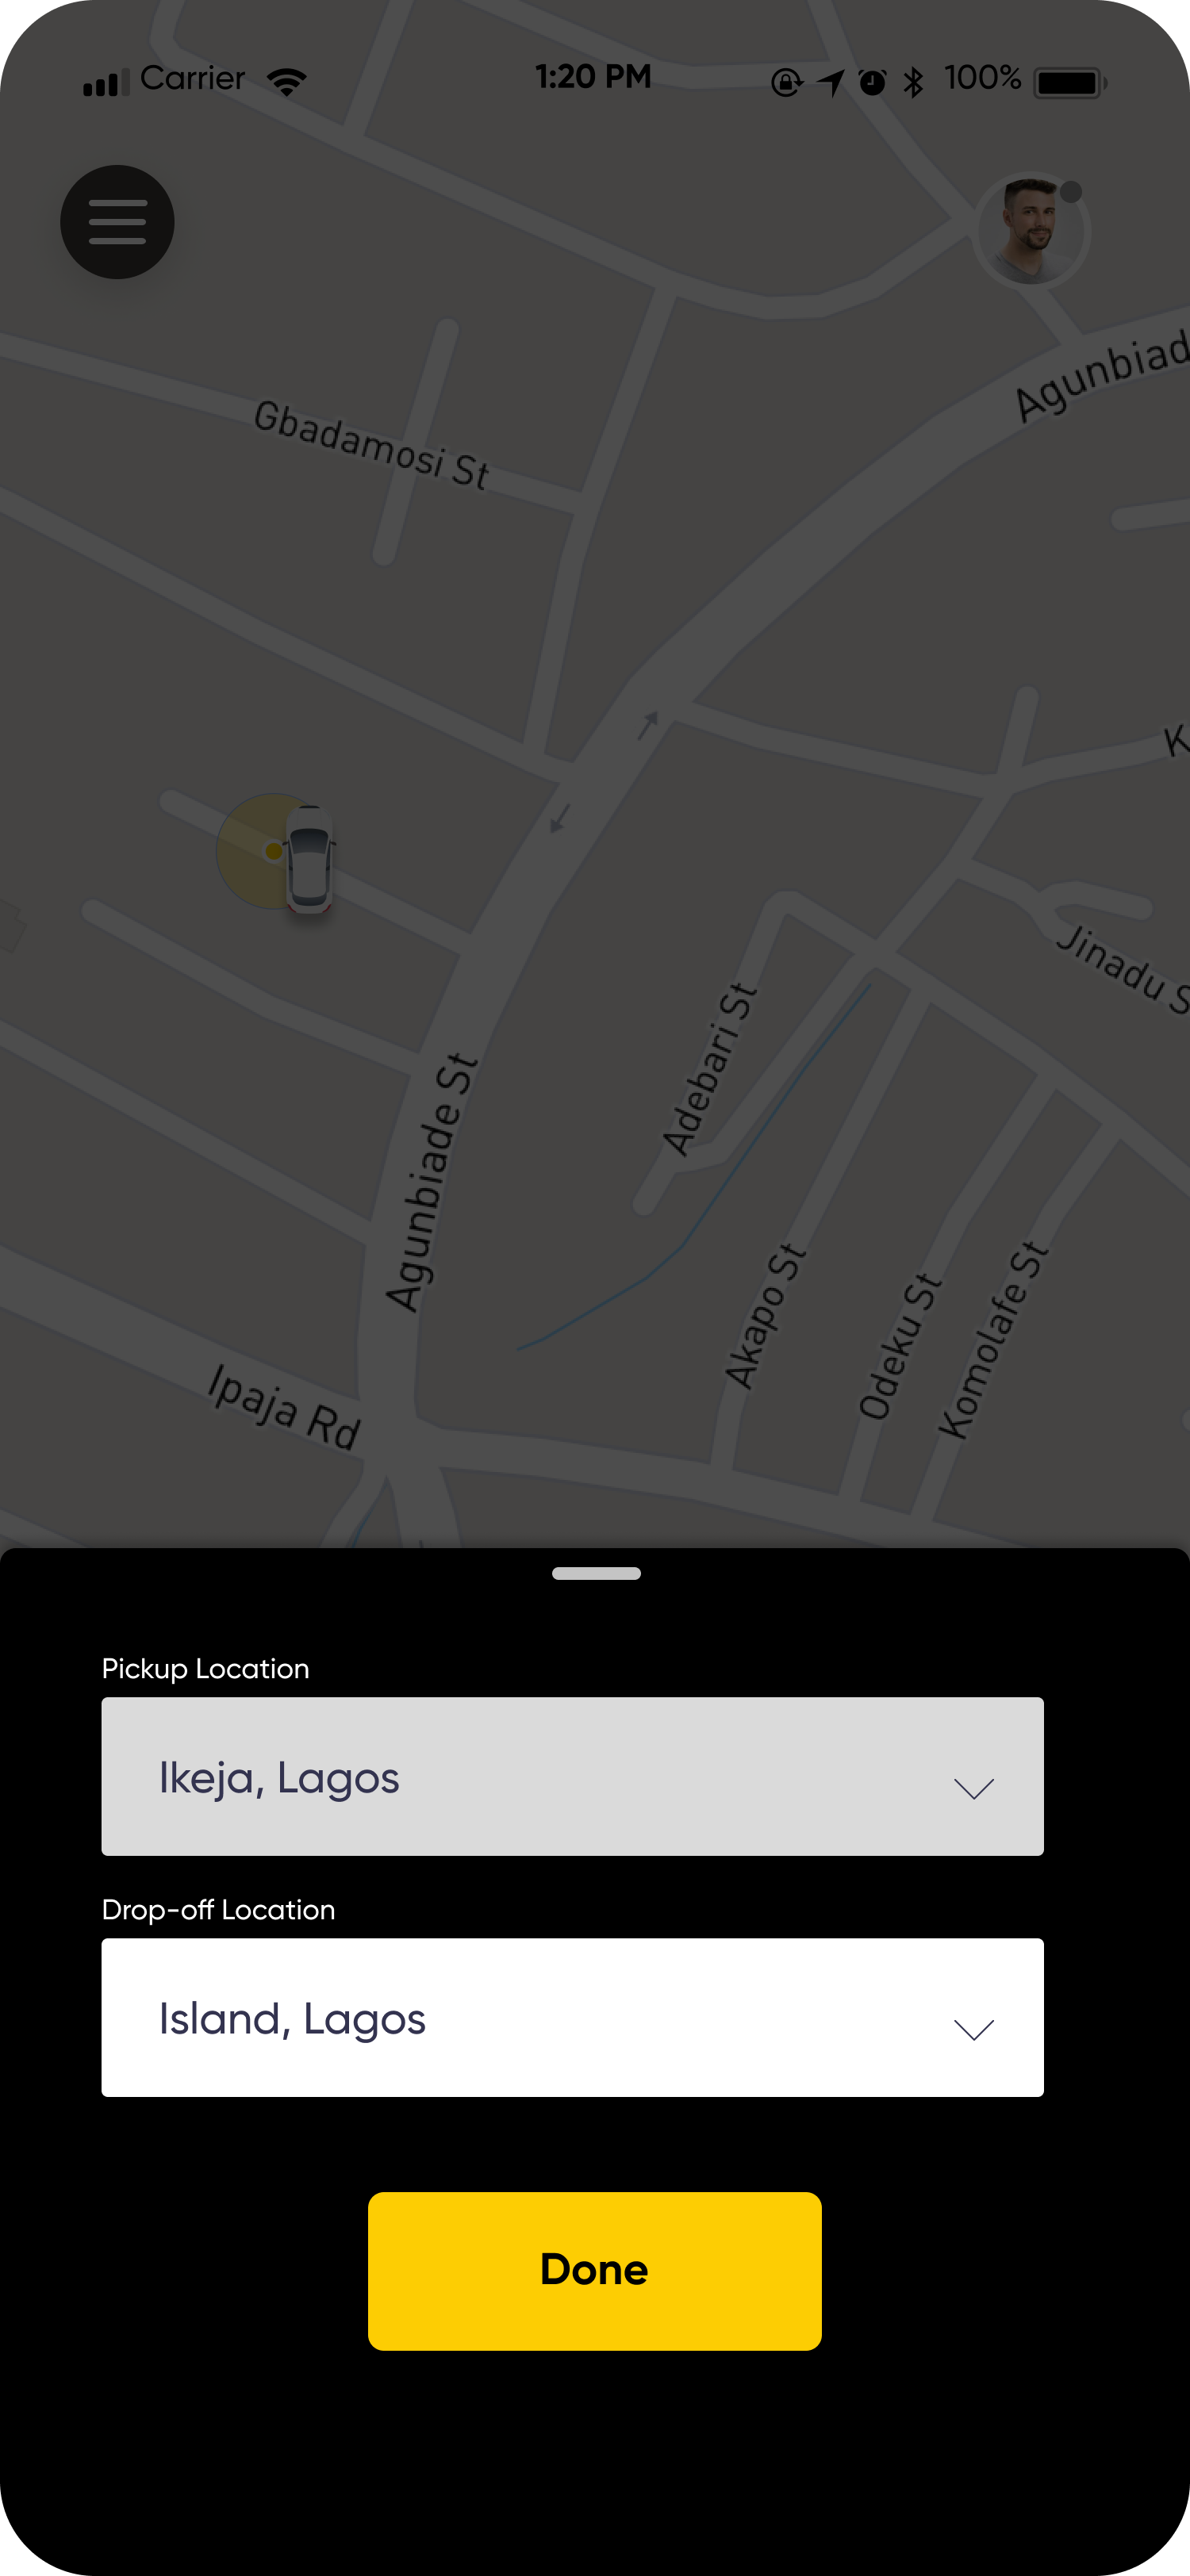 Carrier 1:20 PM 100%
Agunbiad
Gbadamosi St
K
Jinadu S
Adebari St
Agunbiade St
Akapo St
Odeku St
Komolafe St
Ipaja Rd
Pickup Location
Ikeja, Lagos
Drop-off Location
Island, Lagos
Done